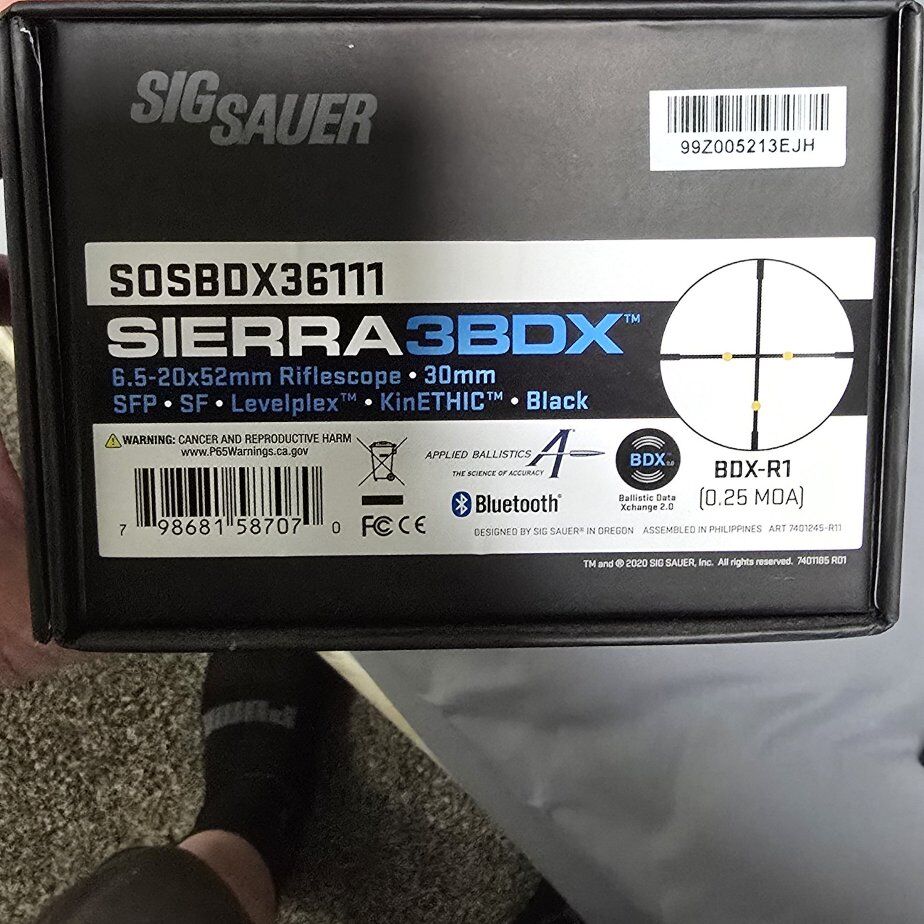 SIG SAUER
99Z005213EJH
SOSBDX36111
SIERRA3BDX™
6.5-20x52mm Riflescope • 30mm
SFP • SF • Levelplex™ • KinETHIC™ • Black
WARNING: CANCER AND REPRODUCTIVE HARM
www.P65Warnings.ca.gov
7 98681 58707 0
FC CE
APPLIED BALLISTICS A
THE SCIENCE OF ACCURACY
Bluetooth®
BDX™ 2.0
Ballistic Data
Xchange 2.0
BDX-R1
(0.25 MOA)
DESIGNED BY SIG SAUER® IN OREGON ASSEMBLED IN PHILIPPINES ART 7401245-R11
TM and ® 2020 SIG SAUER, Inc. All rights reserved. 7401185 R01